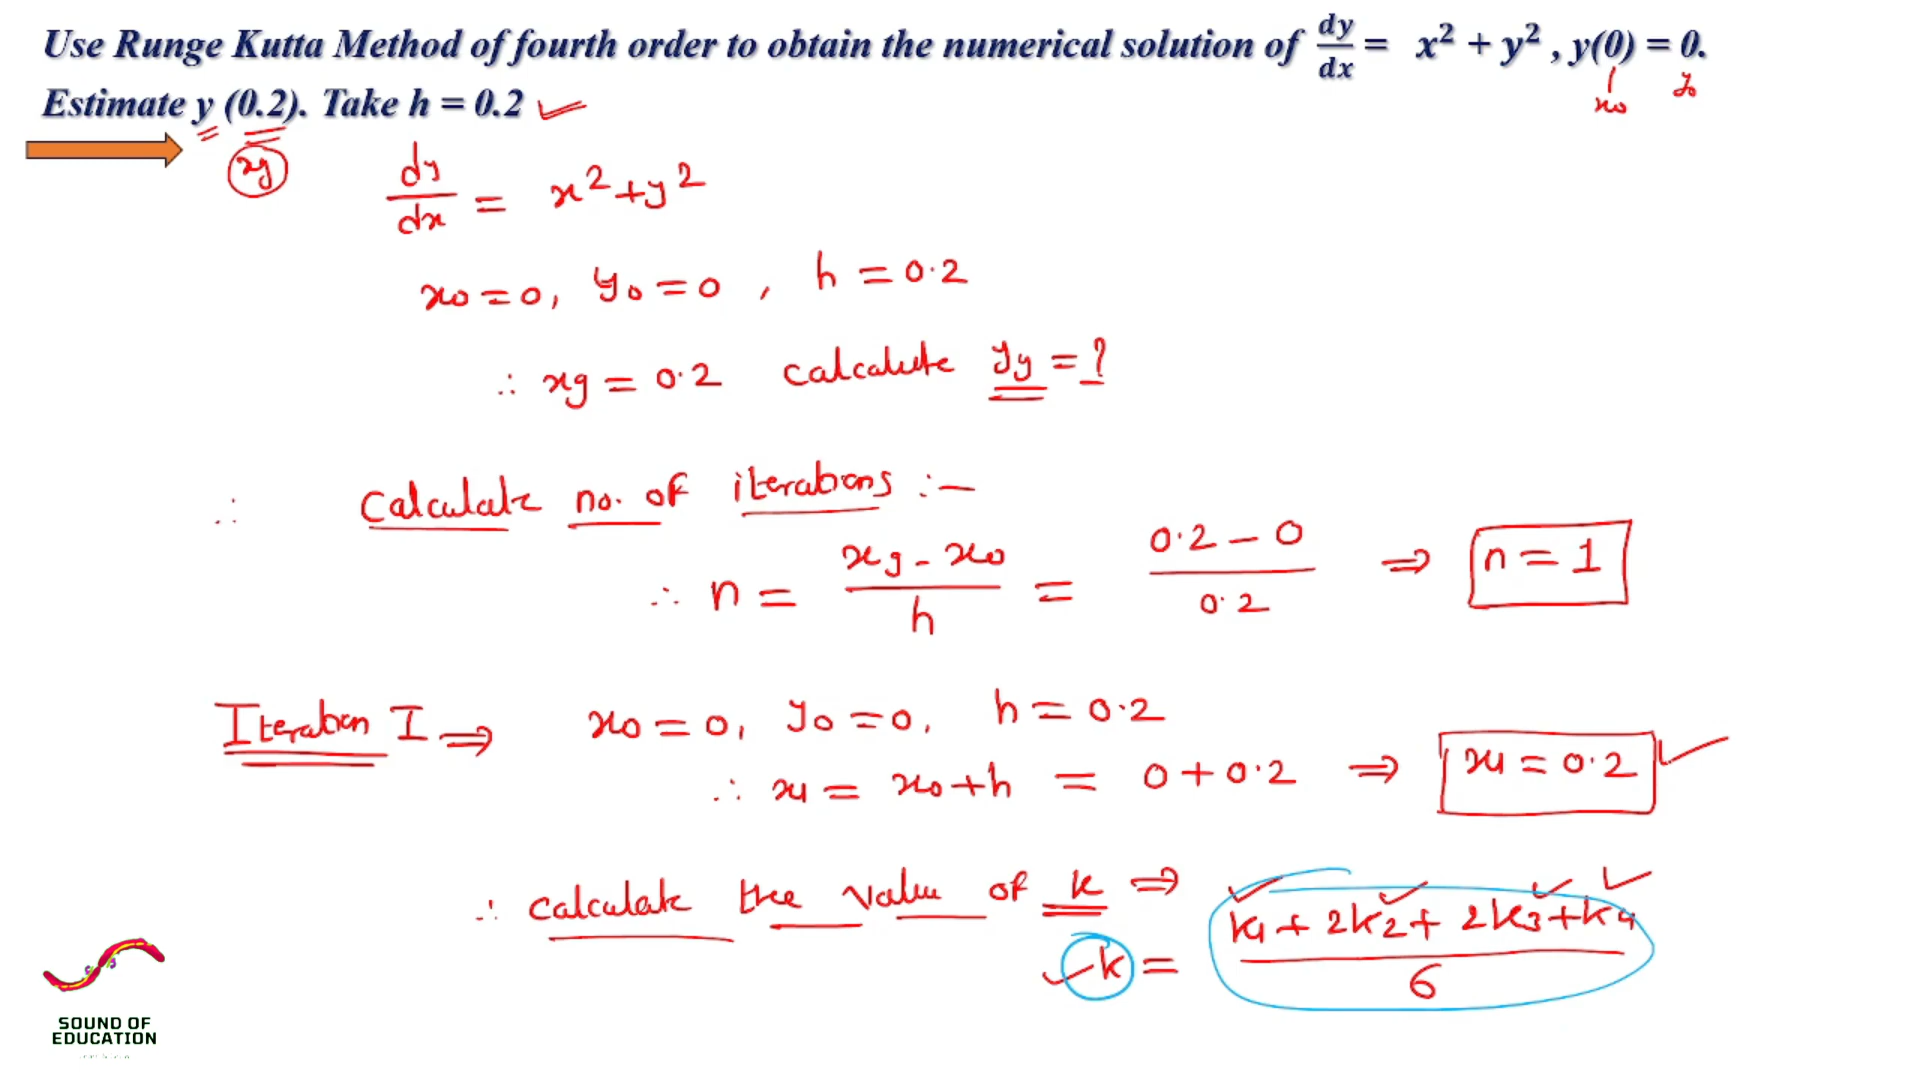 Use Runge Kutta Method of fourth order to obtain the numerical solution of dy/dx = x² + y² , y(0) = 0.
x₀ y₀
Estimate y (0.2). Take h = 0.2 ✓
xg
dy/dx = x² + y²
x₀ = 0, y₀ = 0 , h = 0.2
∴ xg = 0.2 calculate yg = ?
∴ Calculate no. of iterations :-
∴ n = (xg - x₀)/h = (0.2 - 0)/0.2 ⇒ n = 1
Iteration I ⇒ x₀ = 0, y₀ = 0, h = 0.2
∴ x₁ = x₀ + h = 0 + 0.2 ⇒ x₁ = 0.2 ✓
∴ calculate the value of k ⇒
k = (k₁ + 2k₂ + 2k₃ + k₄)/6
SOUND OF
EDUCATION